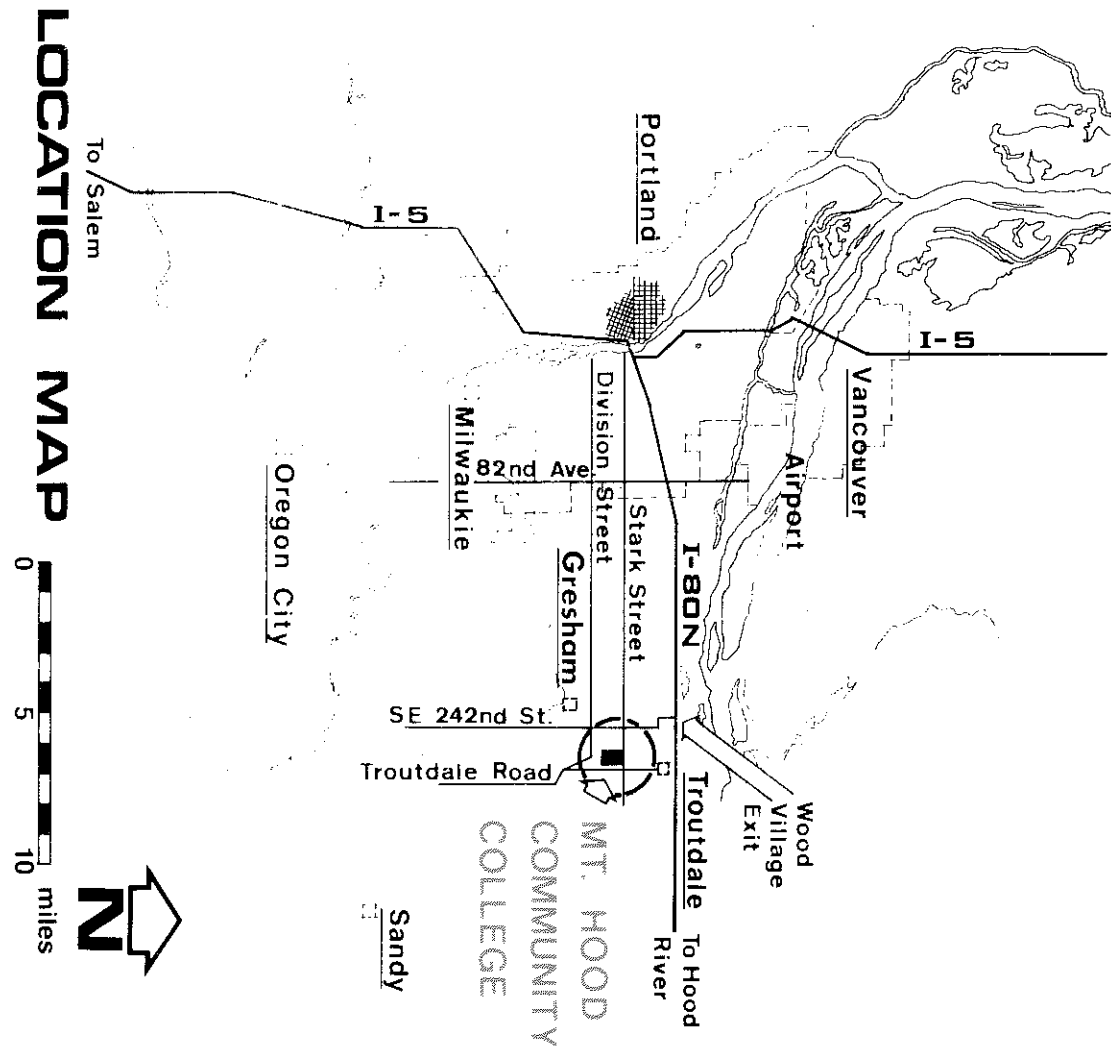 Portland
I-5
To Salem
I-5
Vancouver
Airport
Division Street
Milwaukie
82nd Ave.
Stark Street
Oregon City
Gresham
I-80N
SE 242nd St.
Troutdale Road
Troutdale
Wood
Village
Exit
To Hood
River
MT. HOOD
COMMUNITY
COLLEGE
Sandy
LOCATION MAP
0 5 10
miles
N